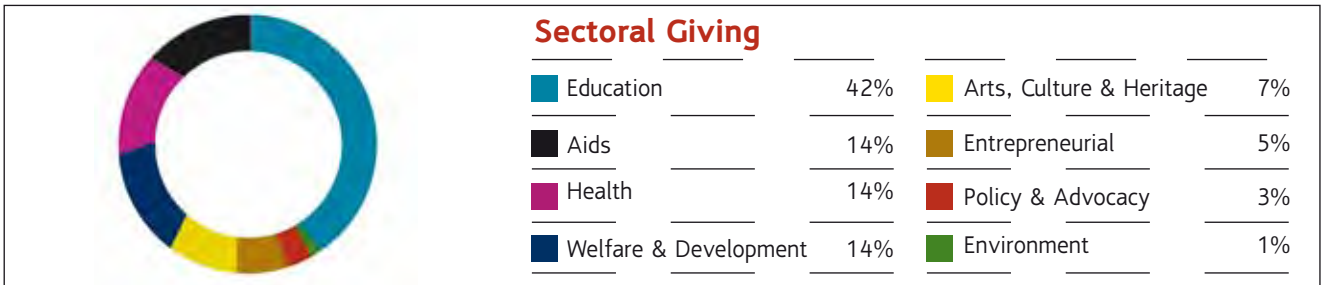 Sectoral Giving
Education 42%
Aids 14%
Health 14%
Welfare & Development 14%
Arts, Culture & Heritage 7%
Entrepreneurial 5%
Policy & Advocacy 3%
Environment 1%